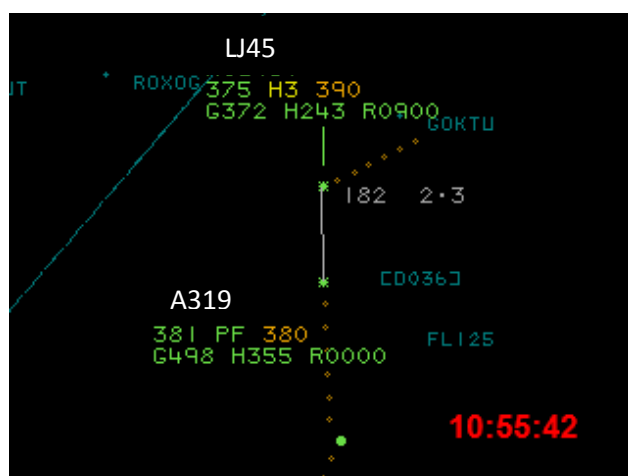 LJ45
ROXOG
375 H3 390
G372 H243 R0900
GOKTU
182 2·3
[D036]
A319
381 PF 380
G498 H355 R0000
FL125
10:55:42